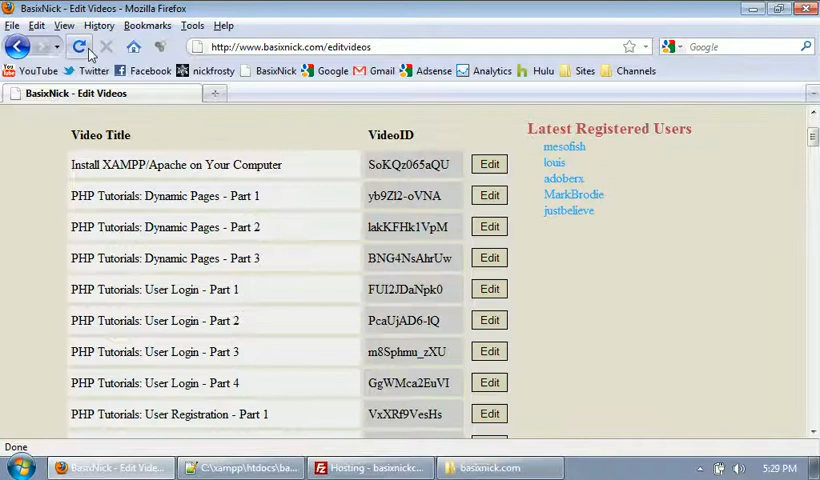 BasixNick - Edit Videos - Mozilla Firefox
File Edit View History Bookmarks Tools Help
http://www.basixnick.com/editvideos
Google
YouTube Twitter Facebook nickfrosty BasixNick Google Gmail Adsense Analytics Hulu Sites Channels
BasixNick - Edit Videos
Video Title VideoID
Latest Registered Users
Install XAMPP/Apache on Your Computer SoKQz065aQU Edit
PHP Tutorials: Dynamic Pages - Part 1 yb9Zl2-oVNA Edit
PHP Tutorials: Dynamic Pages - Part 2 lakKFHk1VpM Edit
PHP Tutorials: Dynamic Pages - Part 3 BNG4NsAhrUw Edit
PHP Tutorials: User Login - Part 1 FUI2JDaNpk0 Edit
PHP Tutorials: User Login - Part 2 PcaUjAD6-lQ Edit
PHP Tutorials: User Login - Part 3 m8Sphmu_zXU Edit
PHP Tutorials: User Login - Part 4 GgWMca2EuVI Edit
PHP Tutorials: User Registration - Part 1 VxXRf9VesHs Edit
mesofish
louis
adoberx
MarkBrodie
justbelieve
Done
BasixNick - Edit Vide... C:\xampp\htdocs\ba... Hosting - basixnickc... basixnick.com 5:29 PM